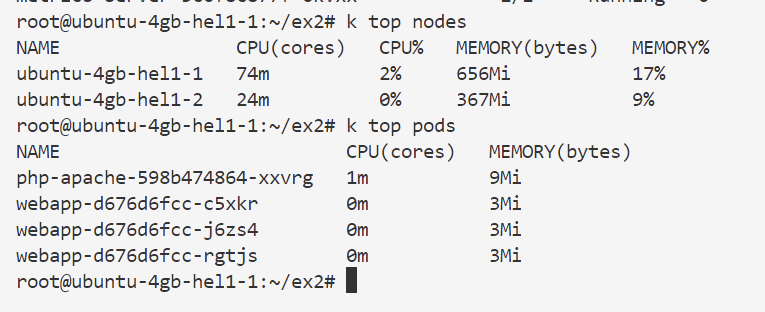 root@ubuntu-4gb-hel1-1:~/ex2# k top nodes
NAME CPU(cores) CPU% MEMORY(bytes) MEMORY%
ubuntu-4gb-hel1-1 74m 2% 656Mi 17%
ubuntu-4gb-hel1-2 24m 0% 367Mi 9%
root@ubuntu-4gb-hel1-1:~/ex2# k top pods
NAME CPU(cores) MEMORY(bytes)
php-apache-598b474864-xxvrg 1m 9Mi
webapp-d676d6fcc-c5xkr 0m 3Mi
webapp-d676d6fcc-j6zs4 0m 3Mi
webapp-d676d6fcc-rgtjs 0m 3Mi
root@ubuntu-4gb-hel1-1:~/ex2#